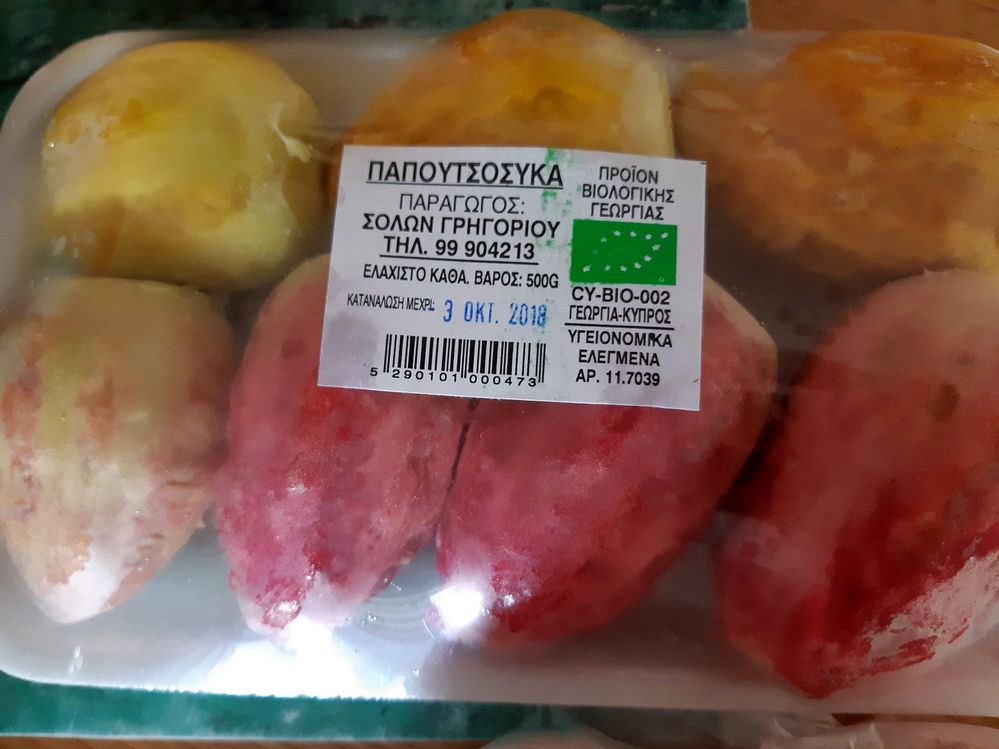 ΠΑΠΟΥΤΣΟΣΥΚΑ
ΠΑΡΑΓΩΓΟΣ:
ΣΟΛΩΝ ΓΡΗΓΟΡΙΟΥ
ΤΗΛ. 99 904213
ΕΛΑΧΙΣΤΟ ΚΑΘΑ. ΒΑΡΟΣ: 500G
ΚΑΤΑΝΑΛΩΣΗ ΜΕΧΡΙ: 3 ΟΚΤ. 2018
5 290101 000473
ΠΡΟΪΟΝ
ΒΙΟΛΟΓΙΚΗΣ
ΓΕΩΡΓΙΑΣ
CY-BIO-002
ΓΕΩΡΓΙΑ-ΚΥΠΡΟΣ
ΥΓΕΙΟΝΟΜΙΚΑ
ΕΛΕΓΜΕΝΑ
ΑΡ. 11.7039